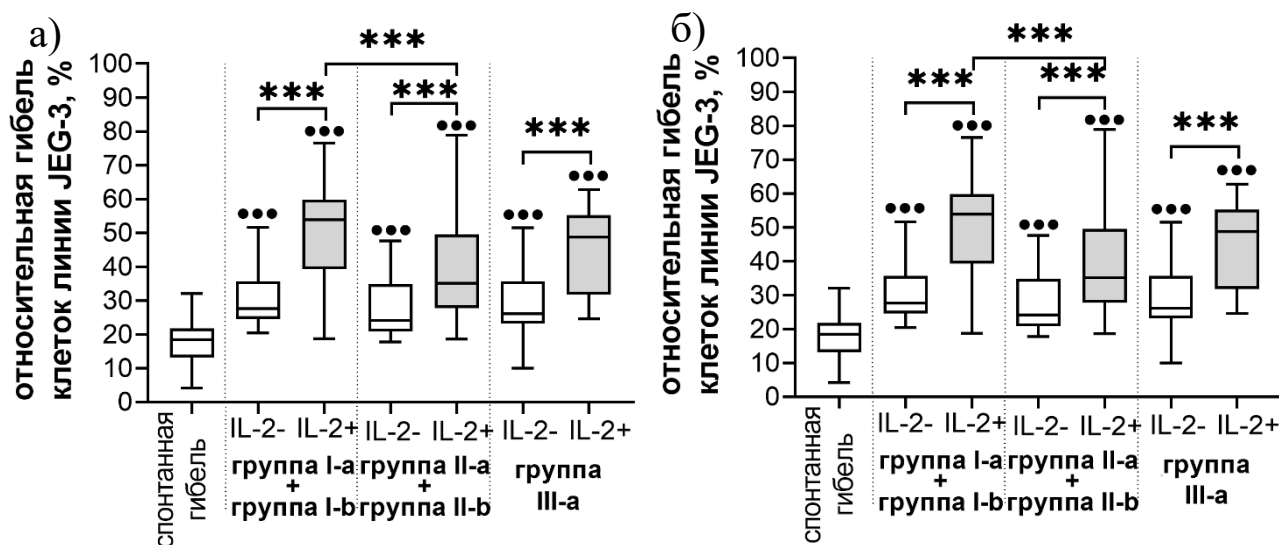 а)
***
***
***
***
•••
•••
•••
•••
•••
•••
относительная гибель
клеток линии JEG-3, %
100
90
80
70
60
50
40
30
20
10
0
спонтанная
гибель
IL-2- IL-2+ IL-2- IL-2+ IL-2- IL-2+
группа I-a
+
группа I-b
группа II-a
+
группа II-b
группа
III-a
б)
***
***
***
***
•••
•••
•••
•••
•••
•••
относительная гибель
клеток линии JEG-3, %
100
90
80
70
60
50
40
30
20
10
0
спонтанная
гибель
IL-2- IL-2+ IL-2- IL-2+ IL-2- IL-2+
группа I-a
+
группа I-b
группа II-a
+
группа II-b
группа
III-a